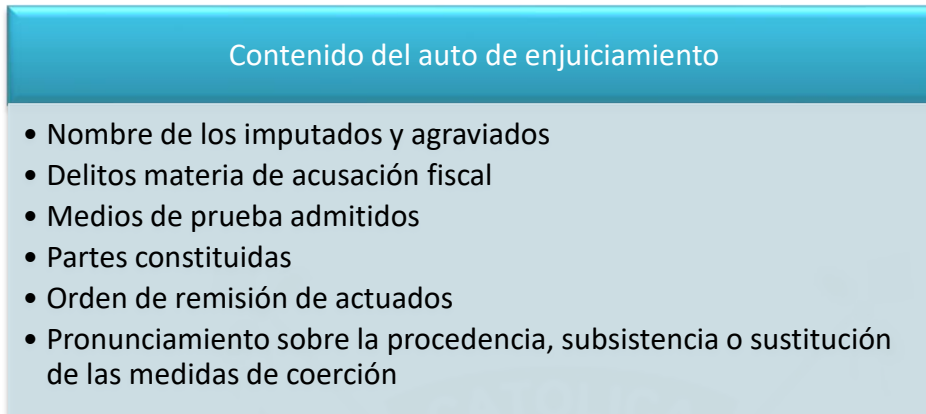 Contenido del auto de enjuiciamiento
• Nombre de los imputados y agraviados
• Delitos materia de acusación fiscal
• Medios de prueba admitidos
• Partes constituidas
• Orden de remisión de actuados
• Pronunciamiento sobre la procedencia, subsistencia o sustitución
de las medidas de coerción
CATOLICA